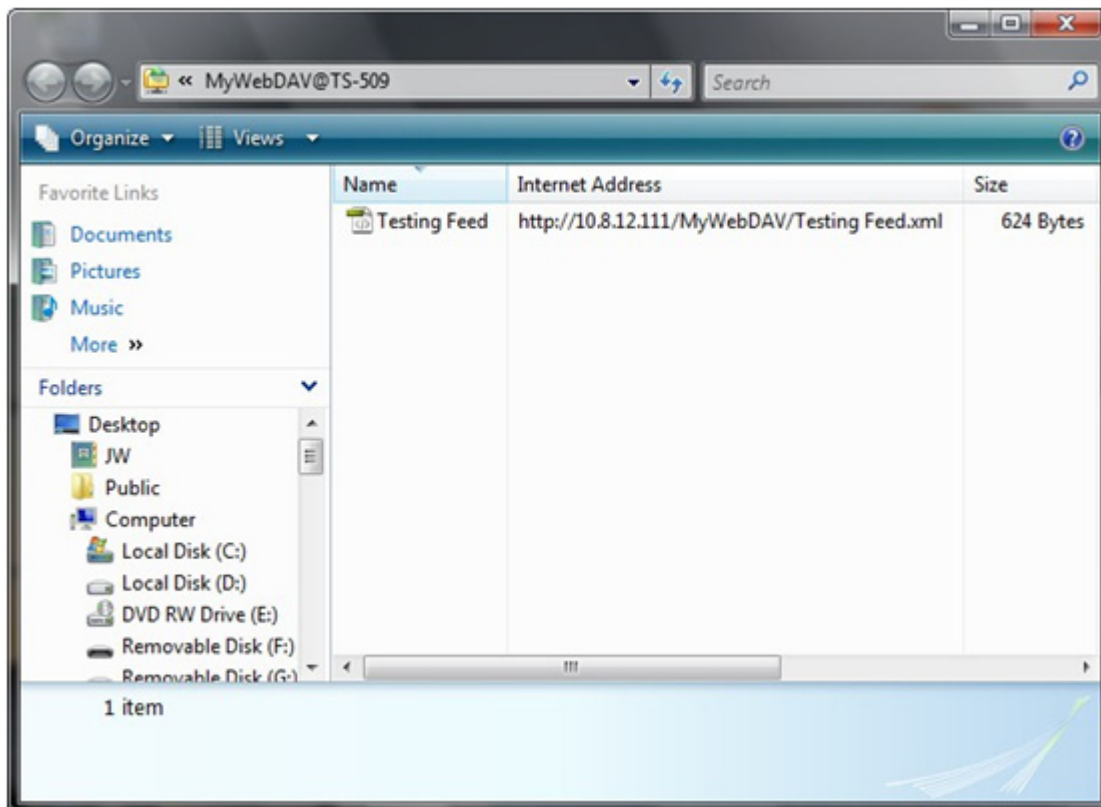 « MyWebDAV@TS-509
Search
Organize
Views
Favorite Links
Documents
Pictures
Music
More »
Folders
Desktop
JW
Public
Computer
Local Disk (C:)
Local Disk (D:)
DVD RW Drive (E:)
Removable Disk (F:)
Removable Disk (G:)
Name Internet Address Size
Testing Feed http://10.8.12.111/MyWebDAV/Testing Feed.xml 624 Bytes
1 item